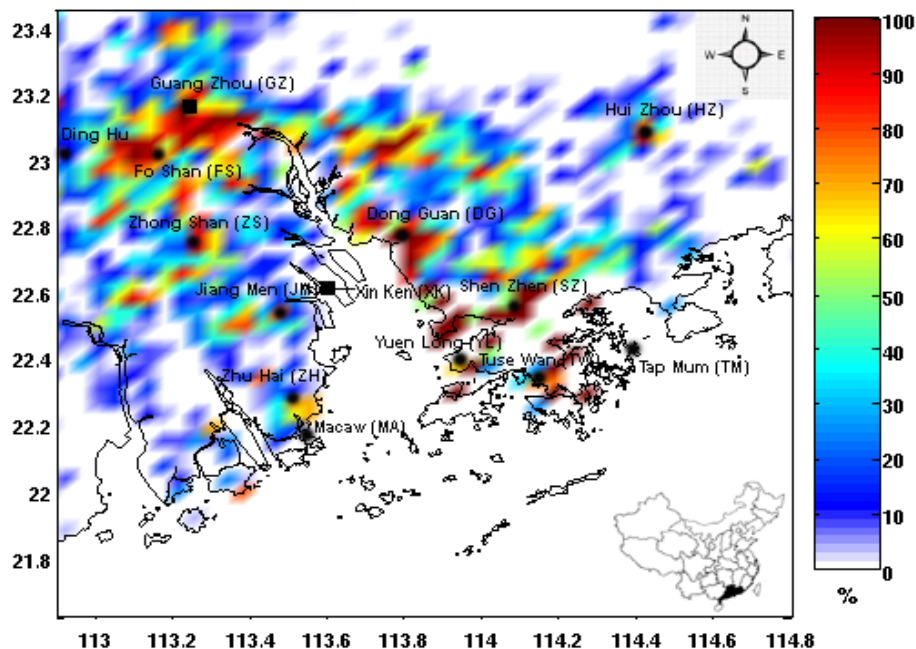 23.4
100
N
W
E
S
90
23.2
Guang Zhou (GZ)
Hui Zhou (HZ)
80
Ding Hu
23
Fo Shan (FS)
70
22.8
Zhong Shan (ZS)
Dong Guan (DG)
60
22.6
Jiang Men (JM)
Xin Ken (XK)
Shen Zhen (SZ)
50
22.4
Yuen Long (YL)
Tuse Wan (TW)
Tap Mum (TM)
40
Zhu Hai (ZH)
30
22.2
Macaw (MA)
22
20
21.8
10
0
%
113
113.2
113.4
113.6
113.8
114
114.2
114.4
114.6
114.8